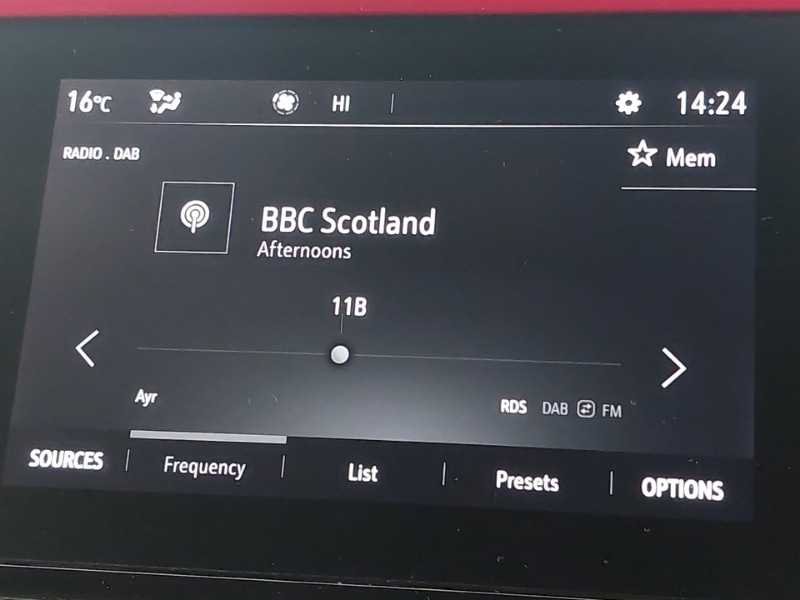 16°C HI 14:24
RADIO . DAB
Mem
BBC Scotland
Afternoons
11B
Ayr
RDS DAB FM
SOURCES Frequency List Presets OPTIONS